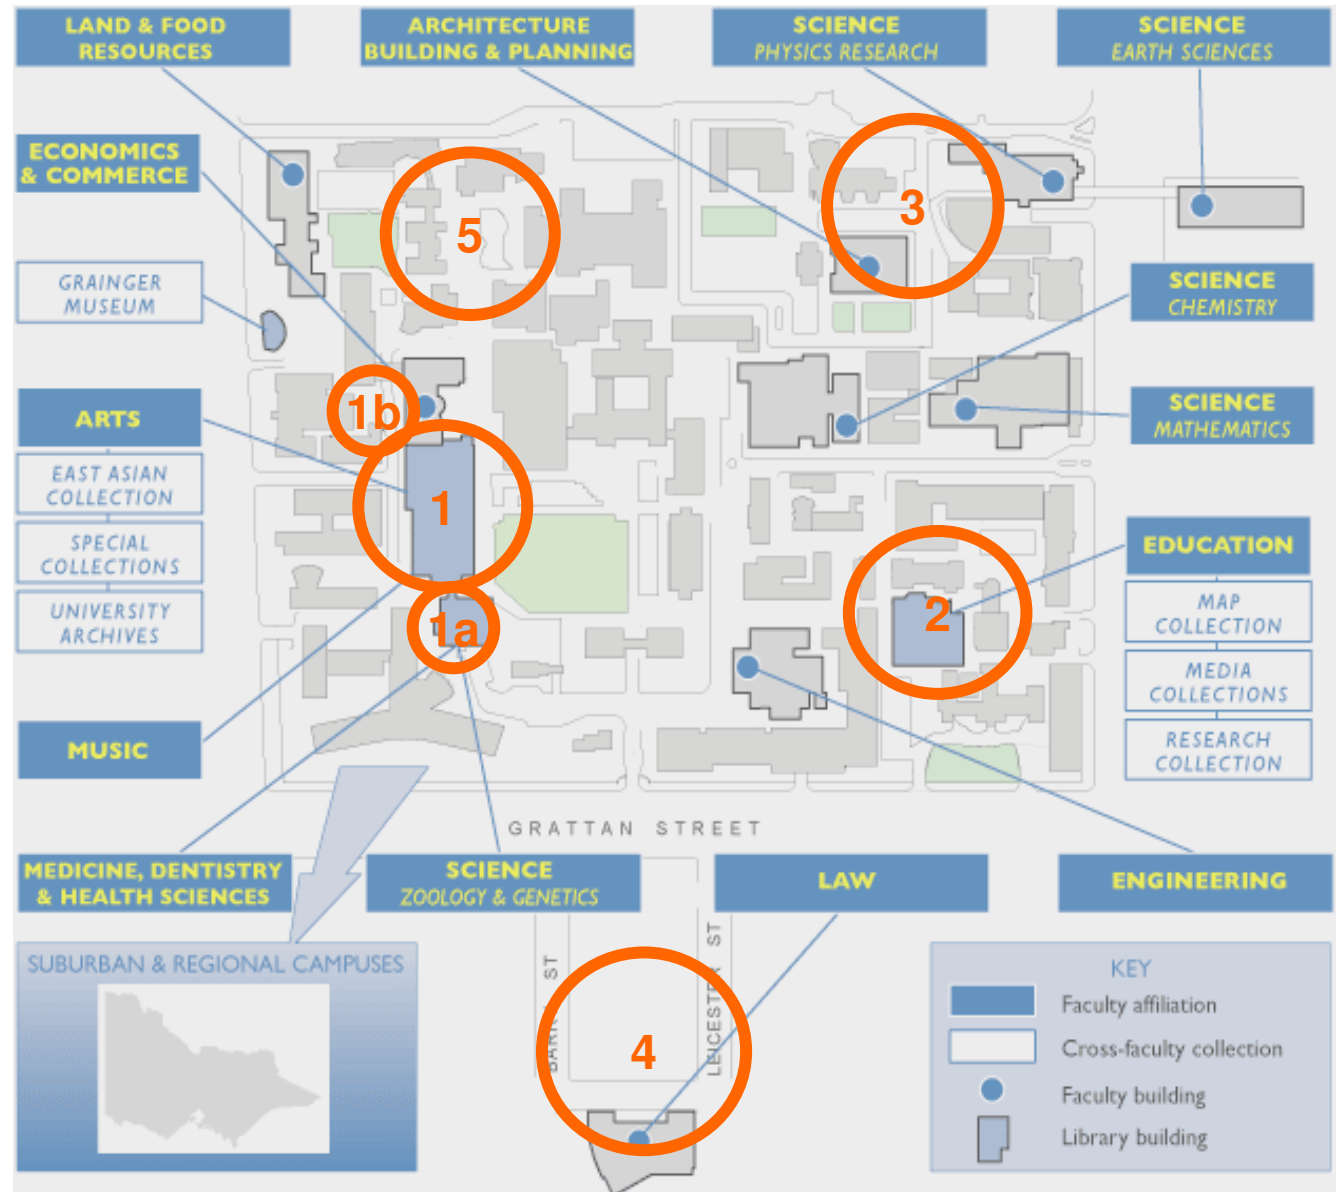 LAND & FOOD
RESOURCES
ARCHITECTURE
BUILDING & PLANNING
SCIENCE
PHYSICS RESEARCH
SCIENCE
EARTH SCIENCES
ECONOMICS
& COMMERCE
5
3
GRAINGER
MUSEUM
SCIENCE
CHEMISTRY
1b
ARTS
SCIENCE
MATHEMATICS
EAST ASIAN
COLLECTION
1
SPECIAL
COLLECTIONS
EDUCATION
UNIVERSITY
ARCHIVES
1a
2
MAP
COLLECTION
MEDIA
COLLECTIONS
MUSIC
RESEARCH
COLLECTION
GRATTAN STREET
MEDICINE, DENTISTRY
& HEALTH SCIENCES
SCIENCE
ZOOLOGY & GENETICS
LAW
ENGINEERING
SUBURBAN & REGIONAL CAMPUSES
ST
LEICESTER ST
4
KEY
Faculty affiliation
Cross-faculty collection
Faculty building
Library building